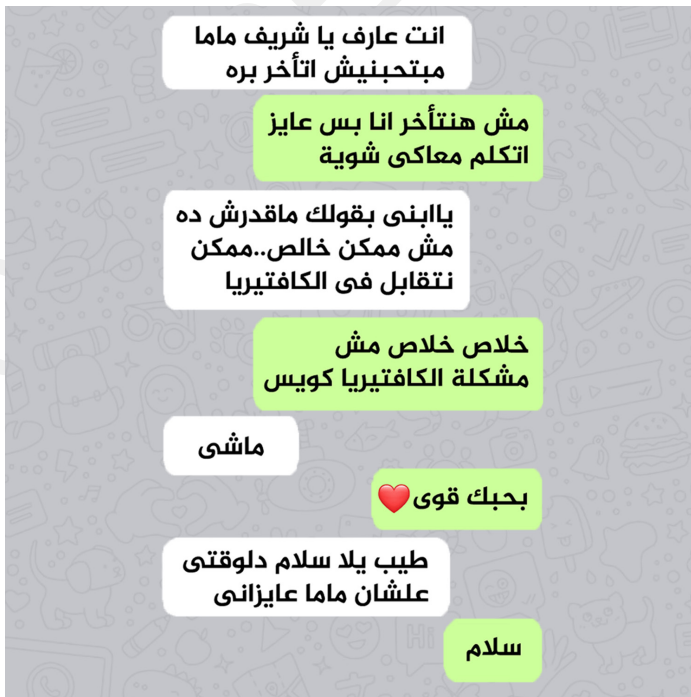 انت عارف يا شريف ماما
مبتحبنيش اتأخر بره
مش هنتأخر انا بس عايز
اتكلم معاكى شوية
ياابنى بقولك ماقدرش ده
مش ممكن خالص..ممكن
نتقابل فى الكافتيريا
خلاص خلاص مش
مشكلة الكافتيريا كويس
ماشى
بحبك قوى❤️
طيب يلا سلام دلوقتى
علشان ماما عايزانى
سلام